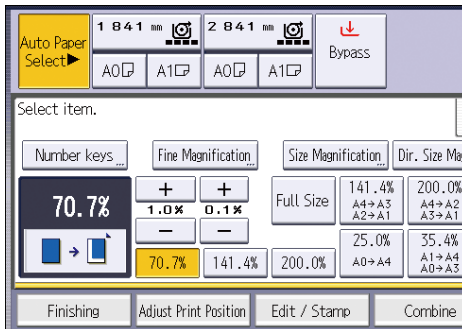 Auto Paper
Select▶
1 841 mm
2 841 mm
A0
A1
A0
A1
Bypass
Select item.
Number keys
Fine Magnification
Size Magnification
Dir. Size Ma
70.7%
+
+
1.0%
0.1%
—
—
70.7%
141.4%
200.0%
Full Size
141.4%
A4→A3
A2→A1
200.0%
A4→A2
A3→A1
25.0%
A0→A4
35.4%
A1→A4
A0→A3
Finishing
Adjust Print Position
Edit / Stamp
Combine